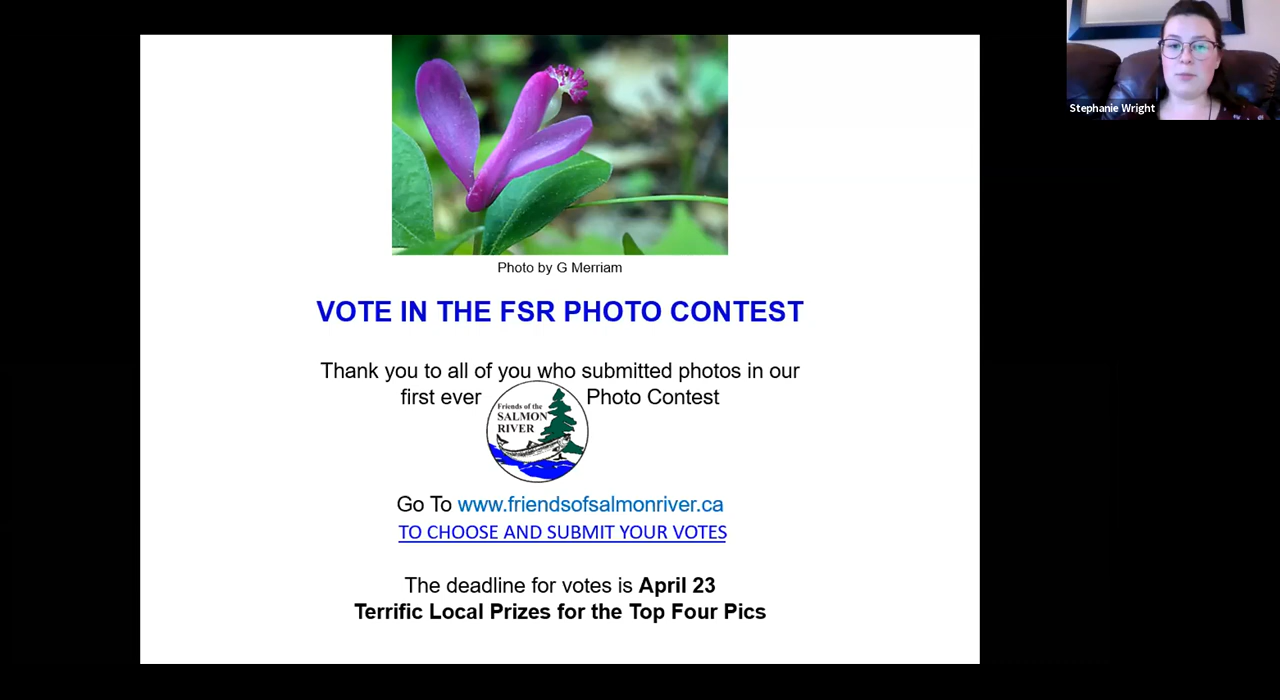 Stephanie Wright
Photo by G Merriam
VOTE IN THE FSR PHOTO CONTEST
Thank you to all of you who submitted photos in our
first ever Photo Contest
Friends of the
SALMON
RIVER
Go To www.friendsofsalmonriver.ca
TO CHOOSE AND SUBMIT YOUR VOTES
The deadline for votes is April 23
Terrific Local Prizes for the Top Four Pics